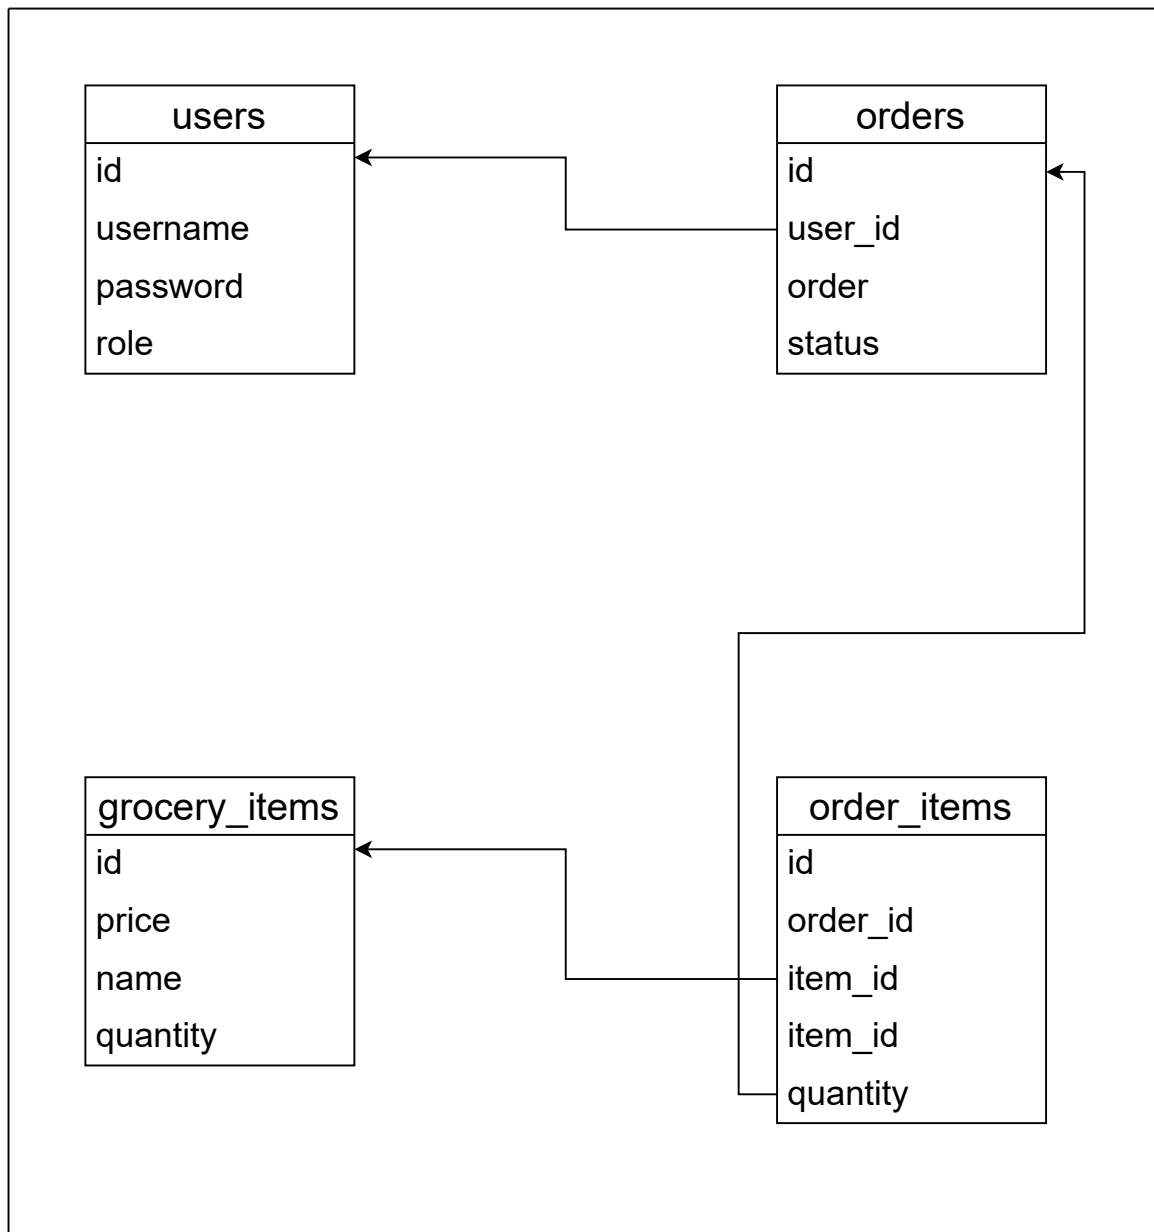 users
id
username
password
role
orders
id
user_id
order
status
grocery_items
id
price
name
quantity
order_items
id
order_id
item_id
item_id
quantity